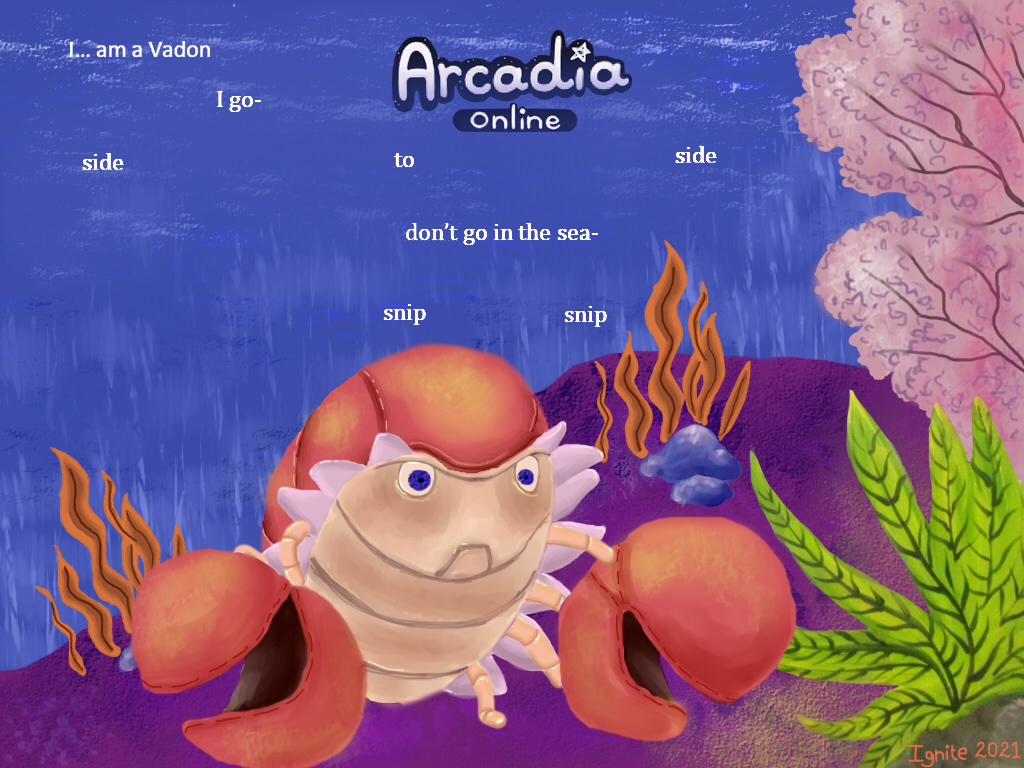 I... am a Vadon
Arcadia
Online
I go-
side to side
don't go in the sea-
snip snip
Ignite 2021